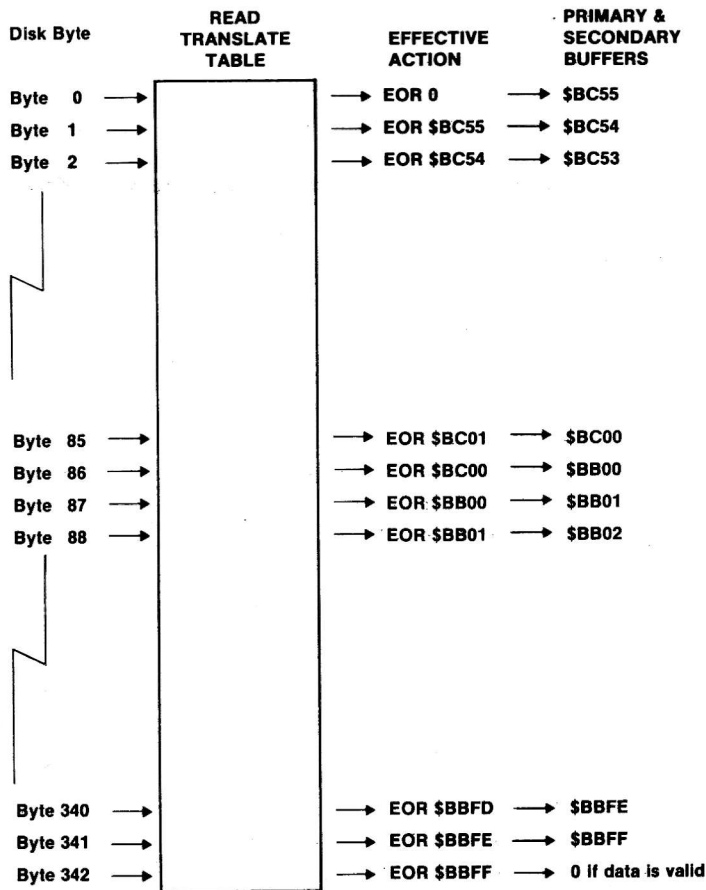 Disk Byte
READ
TRANSLATE
TABLE
EFFECTIVE
ACTION
PRIMARY &
SECONDARY
BUFFERS
Byte 0 → → EOR 0 → $BC55
Byte 1 → → EOR $BC55 → $BC54
Byte 2 → → EOR $BC54 → $BC53
Byte 85 → → EOR $BC01 → $BC00
Byte 86 → → EOR $BC00 → $BB00
Byte 87 → → EOR $BB00 → $BB01
Byte 88 → → EOR $BB01 → $BB02
Byte 340 → → EOR $BBFD → $BBFE
Byte 341 → → EOR $BBFE → $BBFF
Byte 342 → → EOR $BBFF → 0 if data is valid